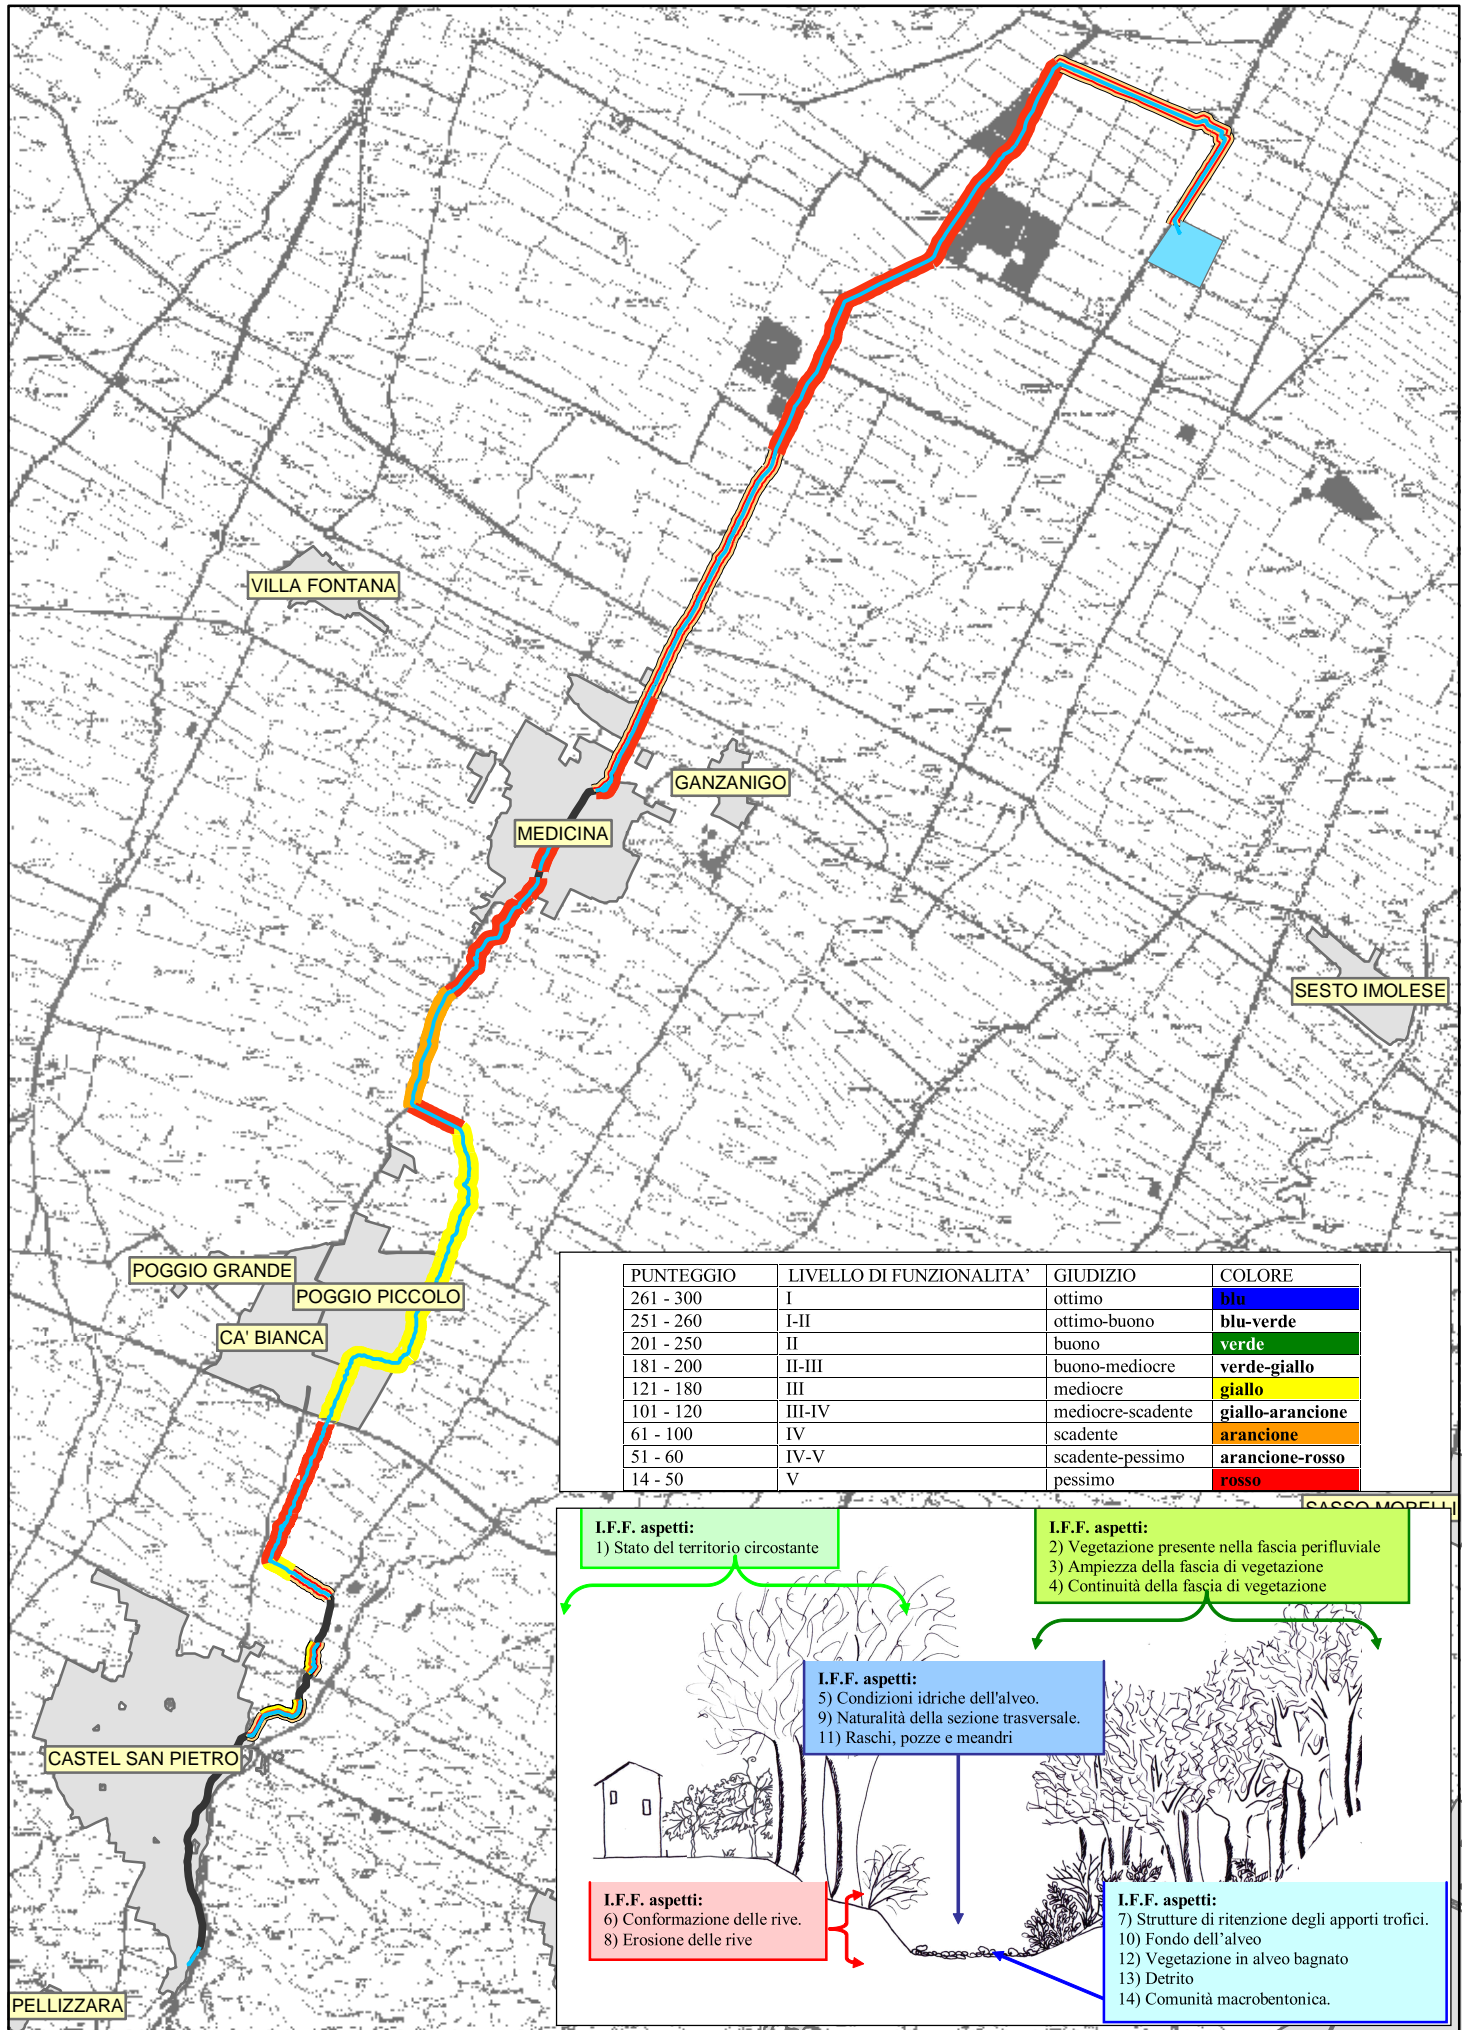 VILLA FONTANA
GANZANIGO
MEDICINA
SESTO IMOLESE
POGGIO GRANDE
POGGIO PICCOLO
CA' BIANCA
PUNTEGGIO LIVELLO DI FUNZIONALITA’ GIUDIZIO COLORE
261 - 300 I ottimo blu
251 - 260 I-II ottimo-buono blu-verde
201 - 250 II buono verde
181 - 200 II-III buono-mediocre verde-giallo
121 - 180 III mediocre giallo
101 - 120 III-IV mediocre-scadente giallo-arancione
61 - 100 IV scadente arancione
51 - 60 IV-V scadente-pessimo arancione-rosso
14 - 50 V pessimo rosso
SASSO MORELLI
I.F.F. aspetti:
1) Stato del territorio circostante
I.F.F. aspetti:
2) Vegetazione presente nella fascia perifluviale
3) Ampiezza della fascia di vegetazione
4) Continuità della fascia di vegetazione
I.F.F. aspetti:
5) Condizioni idriche dell'alveo.
9) Naturalità della sezione trasversale.
11) Raschi, pozze e meandri
CASTEL SAN PIETRO
I.F.F. aspetti:
6) Conformazione delle rive.
8) Erosione delle rive
I.F.F. aspetti:
7) Strutture di ritenzione degli apporti trofici.
10) Fondo dell’alveo
12) Vegetazione in alveo bagnato
13) Detrito
14) Comunità macrobentonica.
PELLIZZARA